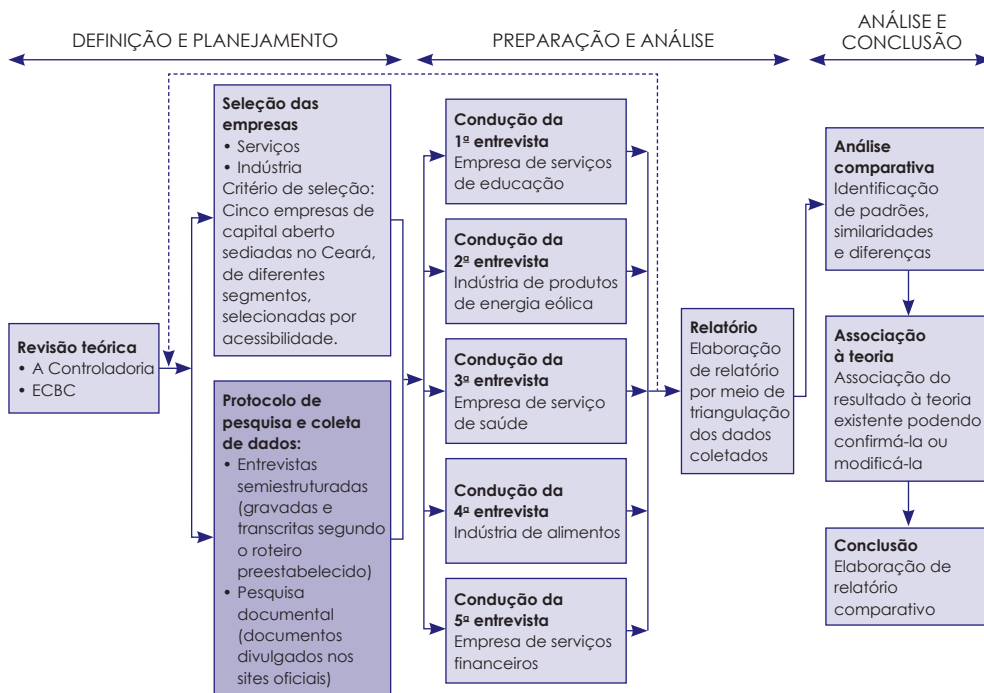 DEFINIÇÃO E PLANEJAMENTO
PREPARAÇÃO E ANÁLISE
ANÁLISE E
CONCLUSÃO
Revisão teórica
• A Controladoria
• ECBC
Seleção das
empresas
• Serviços
• Indústria
Critério de seleção:
Cinco empresas de
capital aberto
sediadas no Ceará,
de diferentes
segmentos,
selecionadas por
acessibilidade.
Protocolo de
pesquisa e coleta
de dados:
• Entrevistas
semiestruturadas
(gravadas e
transcritas segundo
o roteiro
preestabelecido)
• Pesquisa
documental
(documentos
divulgados nos
sites oficiais)
Condução da
1ª entrevista
Empresa de serviços
de educação
Condução da
2ª entrevista
Indústria de produtos
de energia eólica
Condução da
3ª entrevista
Empresa de serviço
de saúde
Condução da
4ª entrevista
Indústria de alimentos
Condução da
5ª entrevista
Empresa de serviços
financeiros
Relatório
Elaboração
de relatório
por meio de
triangulação
dos dados
coletados
Análise
comparativa
Identificação
de padrões,
similaridades
e diferenças
Associação
à teoria
Associação do
resultado à teoria
existente podendo
confirmá-la ou
modificá-la
Conclusão
Elaboração de
relatório
comparativo